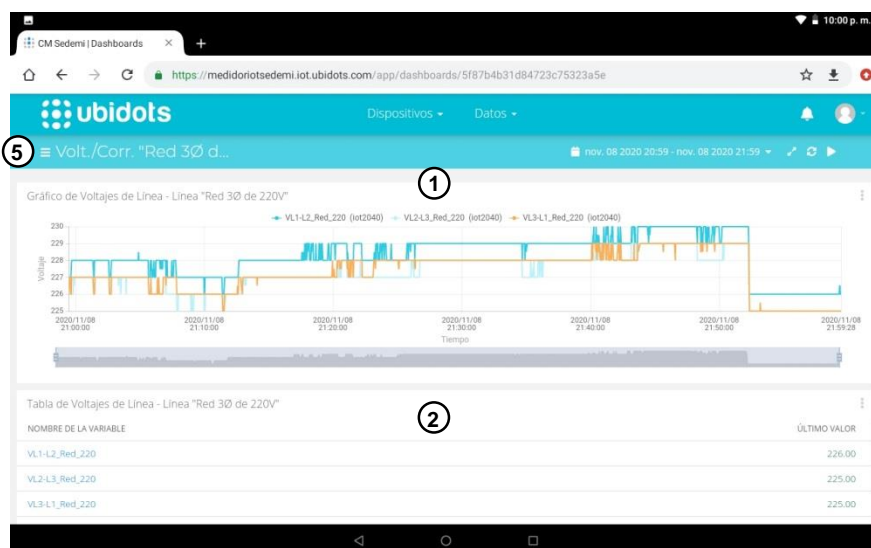 10:00 p. m.
CM Sedemi | Dashboards × +
https://medidoriotsedemi.iot.ubidots.com/app/dashboards/5f87b4b31d84723c75323a5e
ubidots
Dispositivos
Datos
5
Volt./Corr. "Red 3Ø d...
nov. 08 2020 20:59 - nov. 08 2020 21:59
1
Gráfico de Voltajes de Línea - Linea "Red 3Ø de 220V"
VL1-L2_Red_220 (iot2040) VL2-L3_Red_220 (iot2040) VL3-L1_Red_220 (iot2040)
230
229
228
227
226
225
Voltaje
2020/11/08 2020/11/08 2020/11/08 2020/11/08 2020/11/08 2020/11/08 2020/11/08
21:00:00 21:10:00 21:20:00 21:30:00 21:40:00 21:50:00 21:59:28
Tiempo
Tabla de Voltajes de Línea - Linea "Red 3Ø de 220V"
2
NOMBRE DE LA VARIABLE ÚLTIMO VALOR
VL1-L2_Red_220 226.00
VL2-L3_Red_220 225.00
VL3-L1_Red_220 225.00